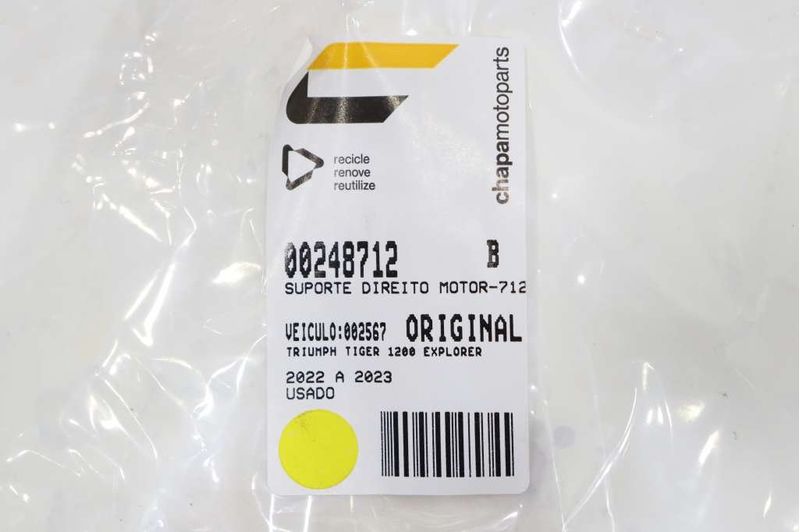 chapamotoparts
recicle
renove
reutilize
00248712 B
SUPORTE DIREITO MOTOR-712
VEICULO:002567 ORIGINAL
TRIUMPH TIGER 1200 EXPLORER
2022 A 2023
USADO